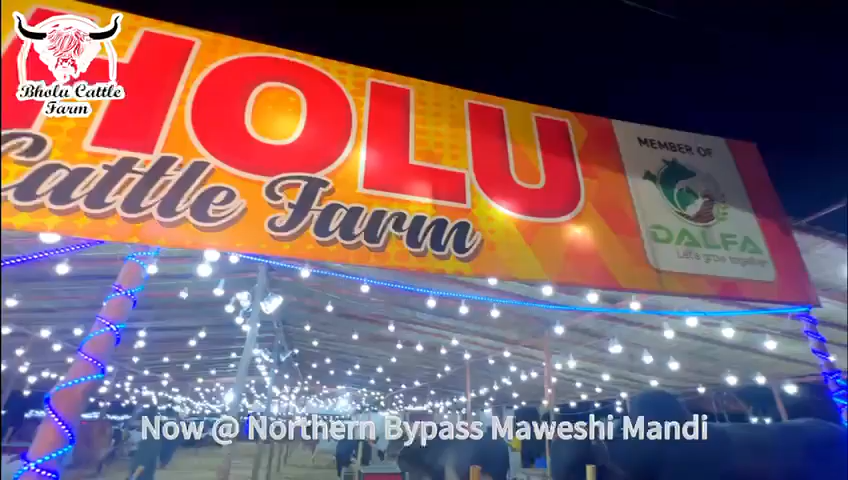 Bholu Cattle
Farm
HOLU
Cattle Farm
MEMBER OF
DALFA
Let's grow together
Now @ Northern Bypass Maweshi Mandi